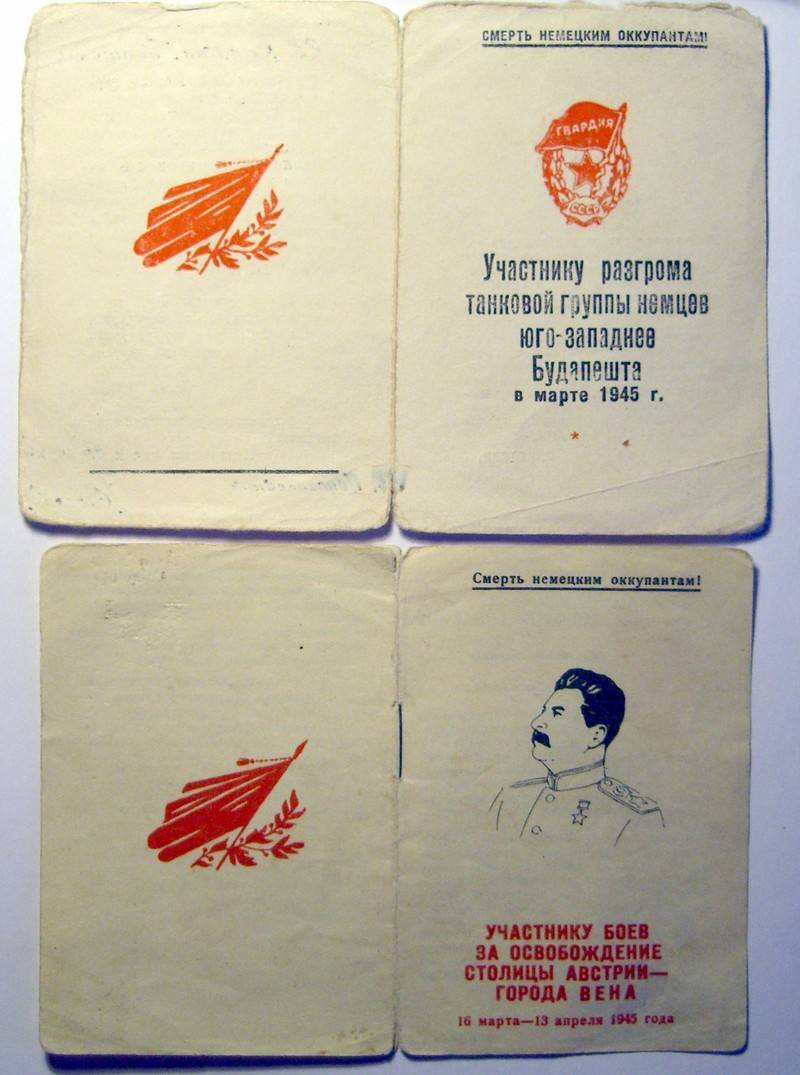 СМЕРТЬ НЕМЕЦКИМ ОККУПАНТАМ!
ГВАРДИЯ
СССР
Участнику разгрома
танковой группы немцев
юго-западнее
Будапешта
в марте 1945 г.
Смерть немецким оккупантам!
УЧАСТНИКУ БОЕВ
ЗА ОСВОБОЖДЕНИЕ
СТОЛИЦЫ АВСТРИИ—
ГОРОДА ВЕНА
16 марта—13 апреля 1945 года